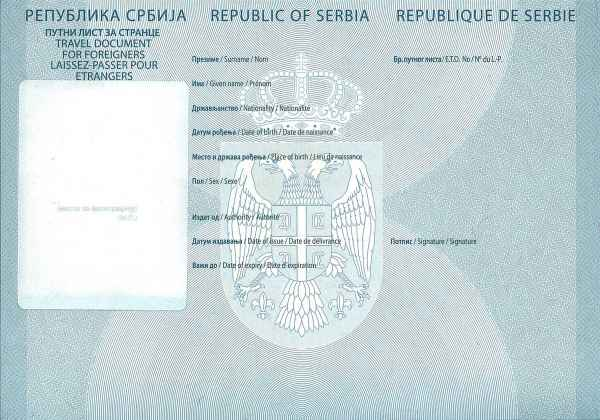 РЕПУБЛИКА СРБИЈА REPUBLIC OF SERBIA REPUBLIQUE DE SERBIE
ПУТНИ ЛИСТ ЗА СТРАНЦЕ
TRAVEL DOCUMENT
FOR FOREIGNERS
LAISSEZ-PASSER POUR
ETRANGERS
Презиме / Surname / Nom
Бр. путног листа / E.T.D. No / N° du L.-P.
Име / Given name / Prénom
Држављанство / Nationality / Nationalité
Датум рођења / Date of birth / Date de naissance
Место и држава рођења / Place of birth / Lieu de naissance
Пол / Sex / Sexe
Издат од / Authority / Autorité
Датум издавања / Date of issue / Date de délivrance
Потпис / Signature / Signature
Важи до / Date of expiry / Date d'expiration